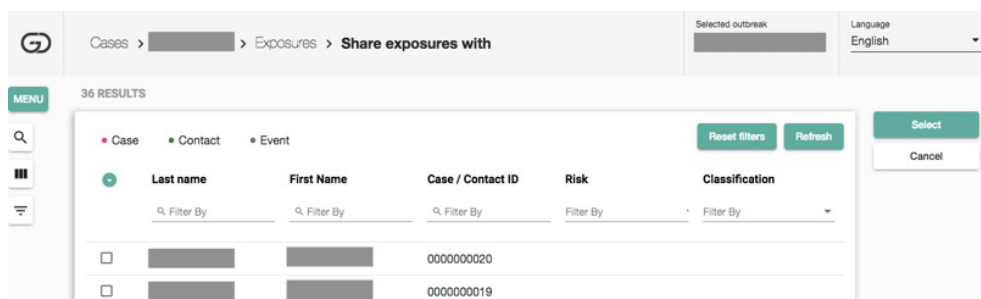 Selected outbreak
Language
Cases > > Exposures > Share exposures with
English
MENU
36 RESULTS
Case Contact Event
Reset filters Refresh
Select
Cancel
Last name First Name Case / Contact ID Risk Classification
Filter By Filter By Filter By Filter By Filter By
0000000020
0000000019